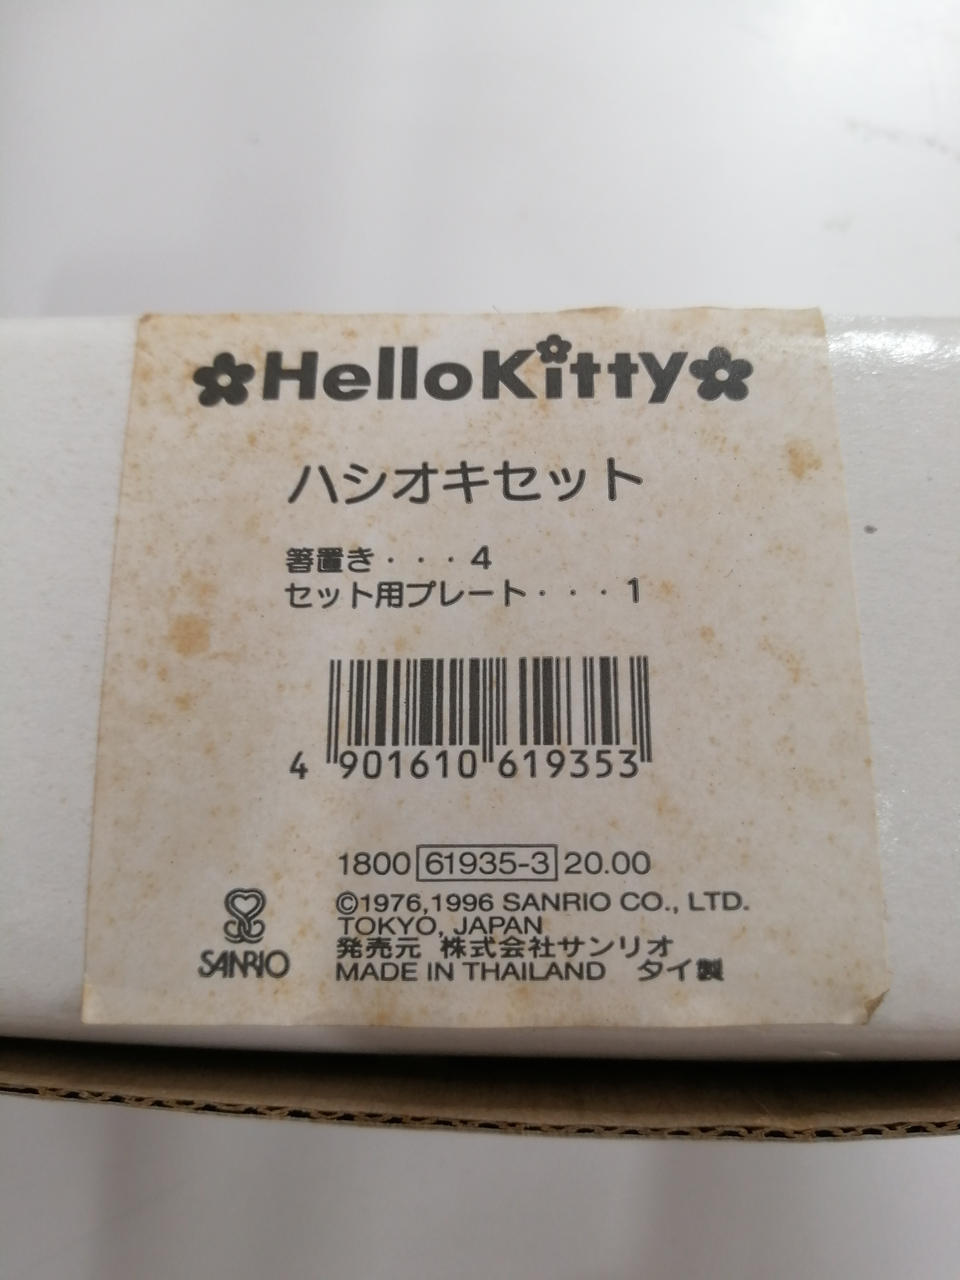 Hello Kitty
ハシオキセット
箸置き・・・4
セット用プレート・・・1
4 901610 619353
1800 61935-3 20.00
©1976,1996 SANRIO CO., LTD.
TOKYO, JAPAN
発売元 株式会社サンリオ
MADE IN THAILAND タイ製
SANRIO